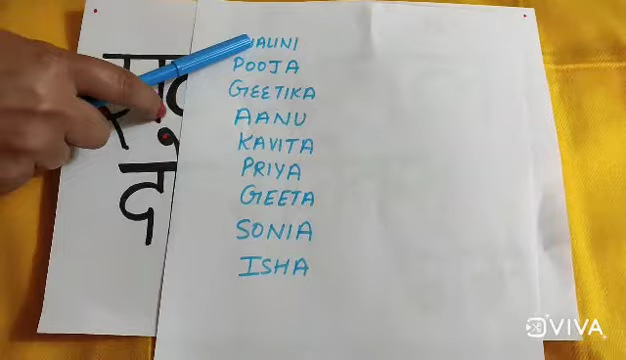 POOJA
GEETIKA
AANU
KAVITA
PRIYA
GEETA
SONIA
ISHA
VIVA